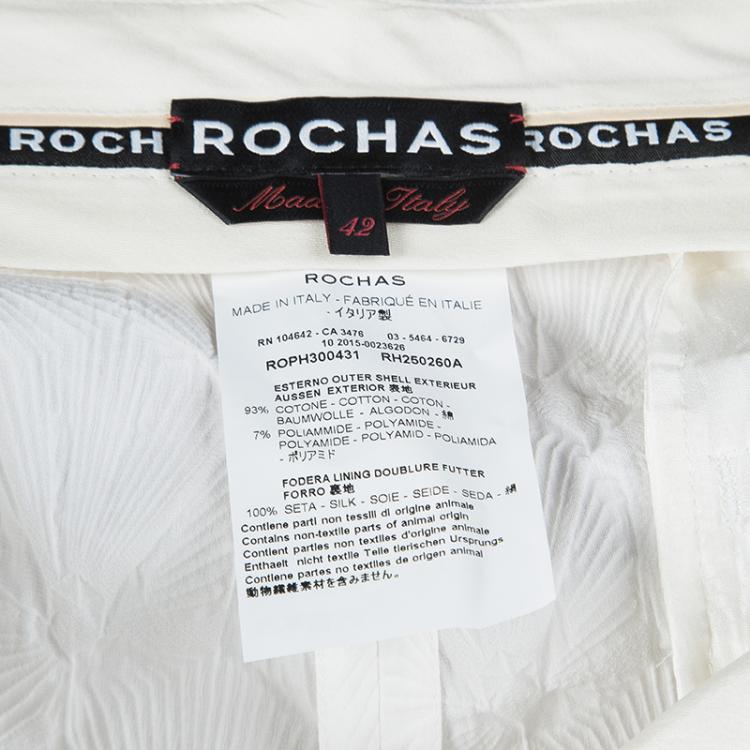 ROCH ROCHAS ROCHAS
Made Italy
42
ROCHAS
MADE IN ITALY - FABRIQUÉ EN ITALIE
- イタリア製
RN 104642 - CA 3476 03 - 5464 - 6729
10 2015-0023626
ROPH300431 RH250260A
ESTERNO OUTER SHELL EXTERIEUR
AUSSEN EXTERIOR 表地
93% COTONE - COTTON - COTON -
BAUMWOLLE - ALGODON - 綿
7% POLIAMMIDE - POLYAMIDE -
POLYAMIDE - POLYAMID - POLIAMIDA
- ポリアミド
FODERA LINING DOUBLURE FUTTER
FORRO 裏地
100% SETA - SILK - SOIE - SEIDE - SEDA - 絹
Contiene parti non tessili di origine animale
Contains non-textile parts of animal origin
Contient parties non textiles d'origine animale
Enthaelt nicht textile Teile tierischen Ursprungs
Contiene partes no textiles de origen animal
動物繊維素材を含みません。